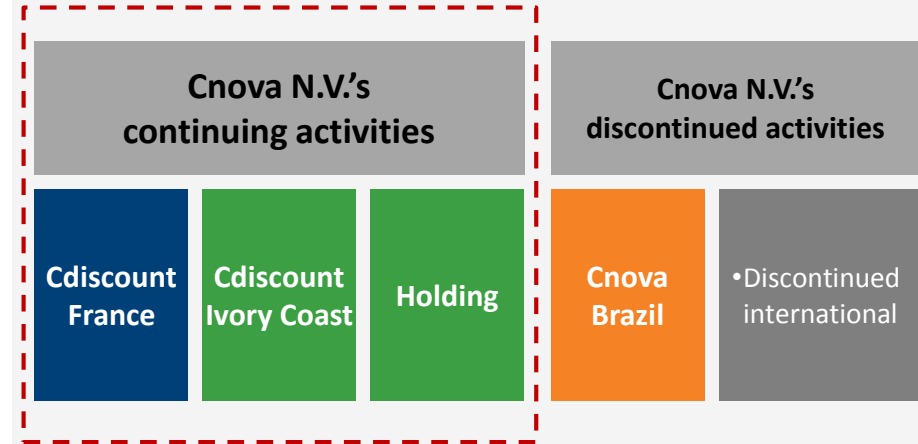 Cnova N.V.'s
continuing activities
Cnova N.V.'s
discontinued activities
Cdiscount
France
Cdiscount
Ivory Coast
Holding
Cnova
Brazil
•Discontinued
international